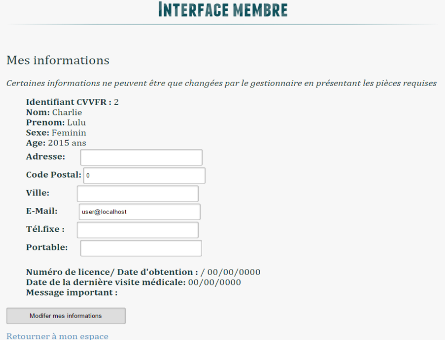 INTERFACE MEMBRE
Mes informations
Certaines informations ne peuvent être que changées par le gestionnaire en présentant les pièces requises
Identifiant CVVFR : 2
Nom: Charlie
Prenom: Lulu
Sexe: Feminin
Age: 2015 ans
Adresse:
Code Postal: 0
Ville:
E-Mail: user@localhost
Tél.fixe :
Portable:
Numéro de licence/ Date d'obtention : / 00/00/0000
Date de la dernière visite médicale: 00/00/0000
Message important :
Modifer mes informations
Retourner à mon espace